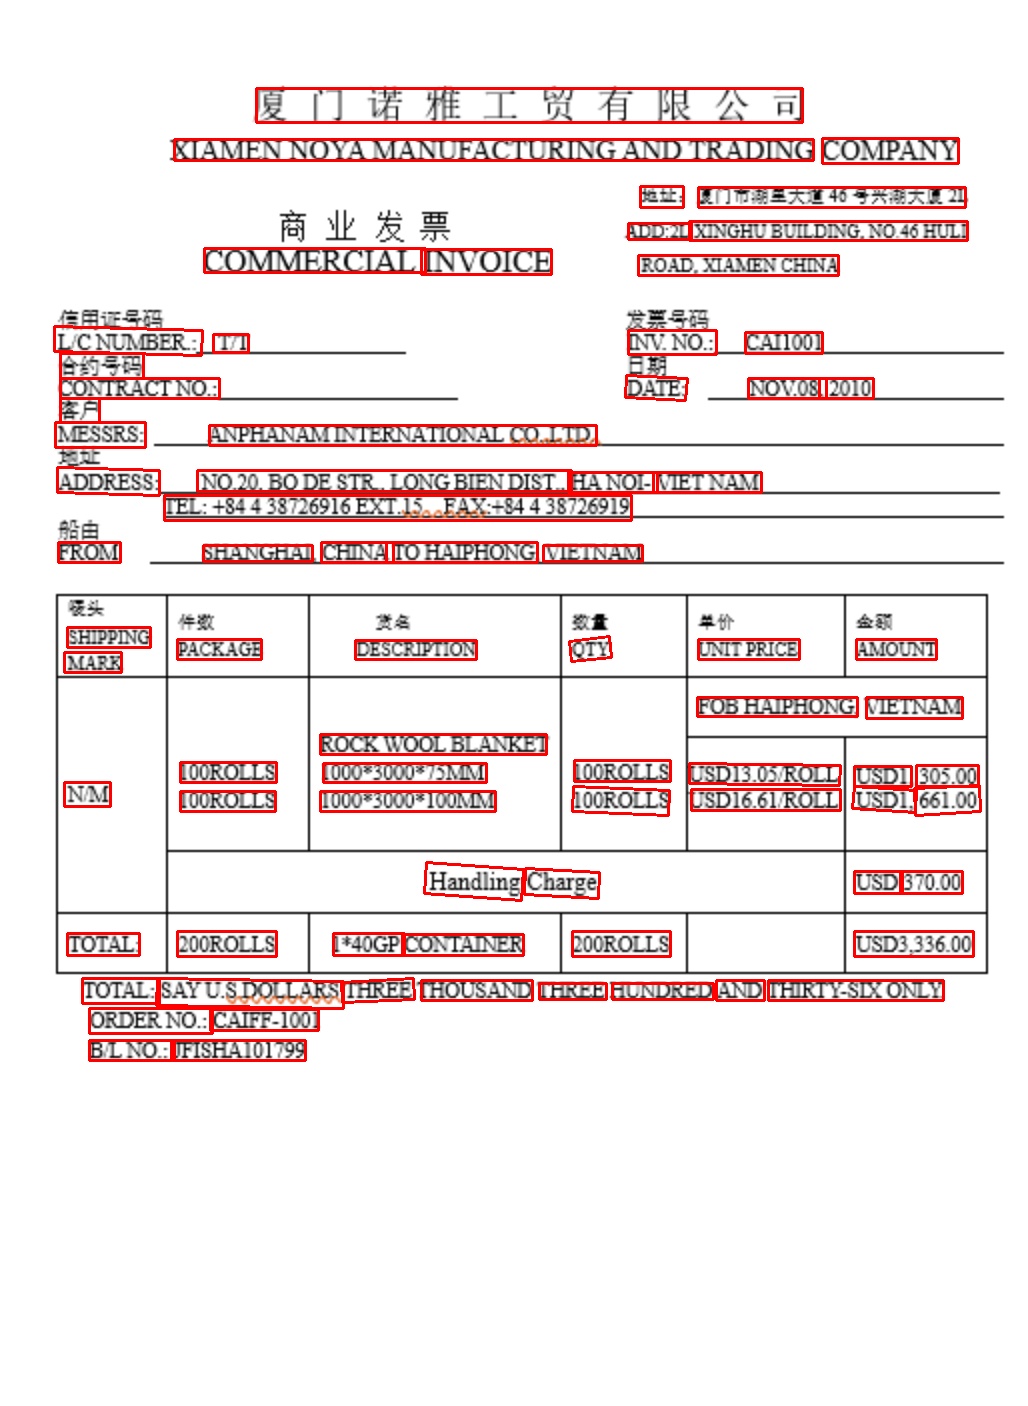 厦门诺雅工贸有限公司
XIAMEN NOYA MANUFACTURING AND TRADING COMPANY
地址: 厦门市湖里大道 46 号兴湖大厦 2L
商业发票
ADD:2L XINGHU BUILDING, NO.46 HULI
COMMERCIAL INVOICE
ROAD, XIAMEN CHINA
信用证号码 发票号码
L/C NUMBER.: T/T INV. NO.: CAI1001
合约号码 日期
CONTRACT NO.: DATE: NOV.08, 2010
客户
MESSRS: ANPHANAM INTERNATIONAL CO.,LTD.
地址
ADDRESS: NO.20, BO DE STR., LONG BIEN DIST., HA NOI- VIET NAM
TEL: +84 4 38726916 EXT.15 FAX:+84 4 38726919
船由
FROM SHANGHAI, CHINA TO HAIPHONG, VIETNAM
唛头 件数 货名 数量 单价 金额
SHIPPING MARK PACKAGE DESCRIPTION QTY UNIT PRICE AMOUNT
FOB HAIPHONG, VIETNAM
ROCK WOOL BLANKET
100ROLLS 1000*3000*75MM 100ROLLS USD13.05/ROLL USD1,305.00
N/M 100ROLLS 1000*3000*100MM 100ROLLS USD16.61/ROLL USD1,661.00
Handling Charge USD 370.00
TOTAL: 200ROLLS 1*40GP CONTAINER 200ROLLS USD3,336.00
TOTAL: SAY U.S DOLLARS THREE THOUSAND THREE HUNDRED AND THIRTY-SIX ONLY
ORDER NO.: CAIFF-1001
B/L NO.: JFISHA101799